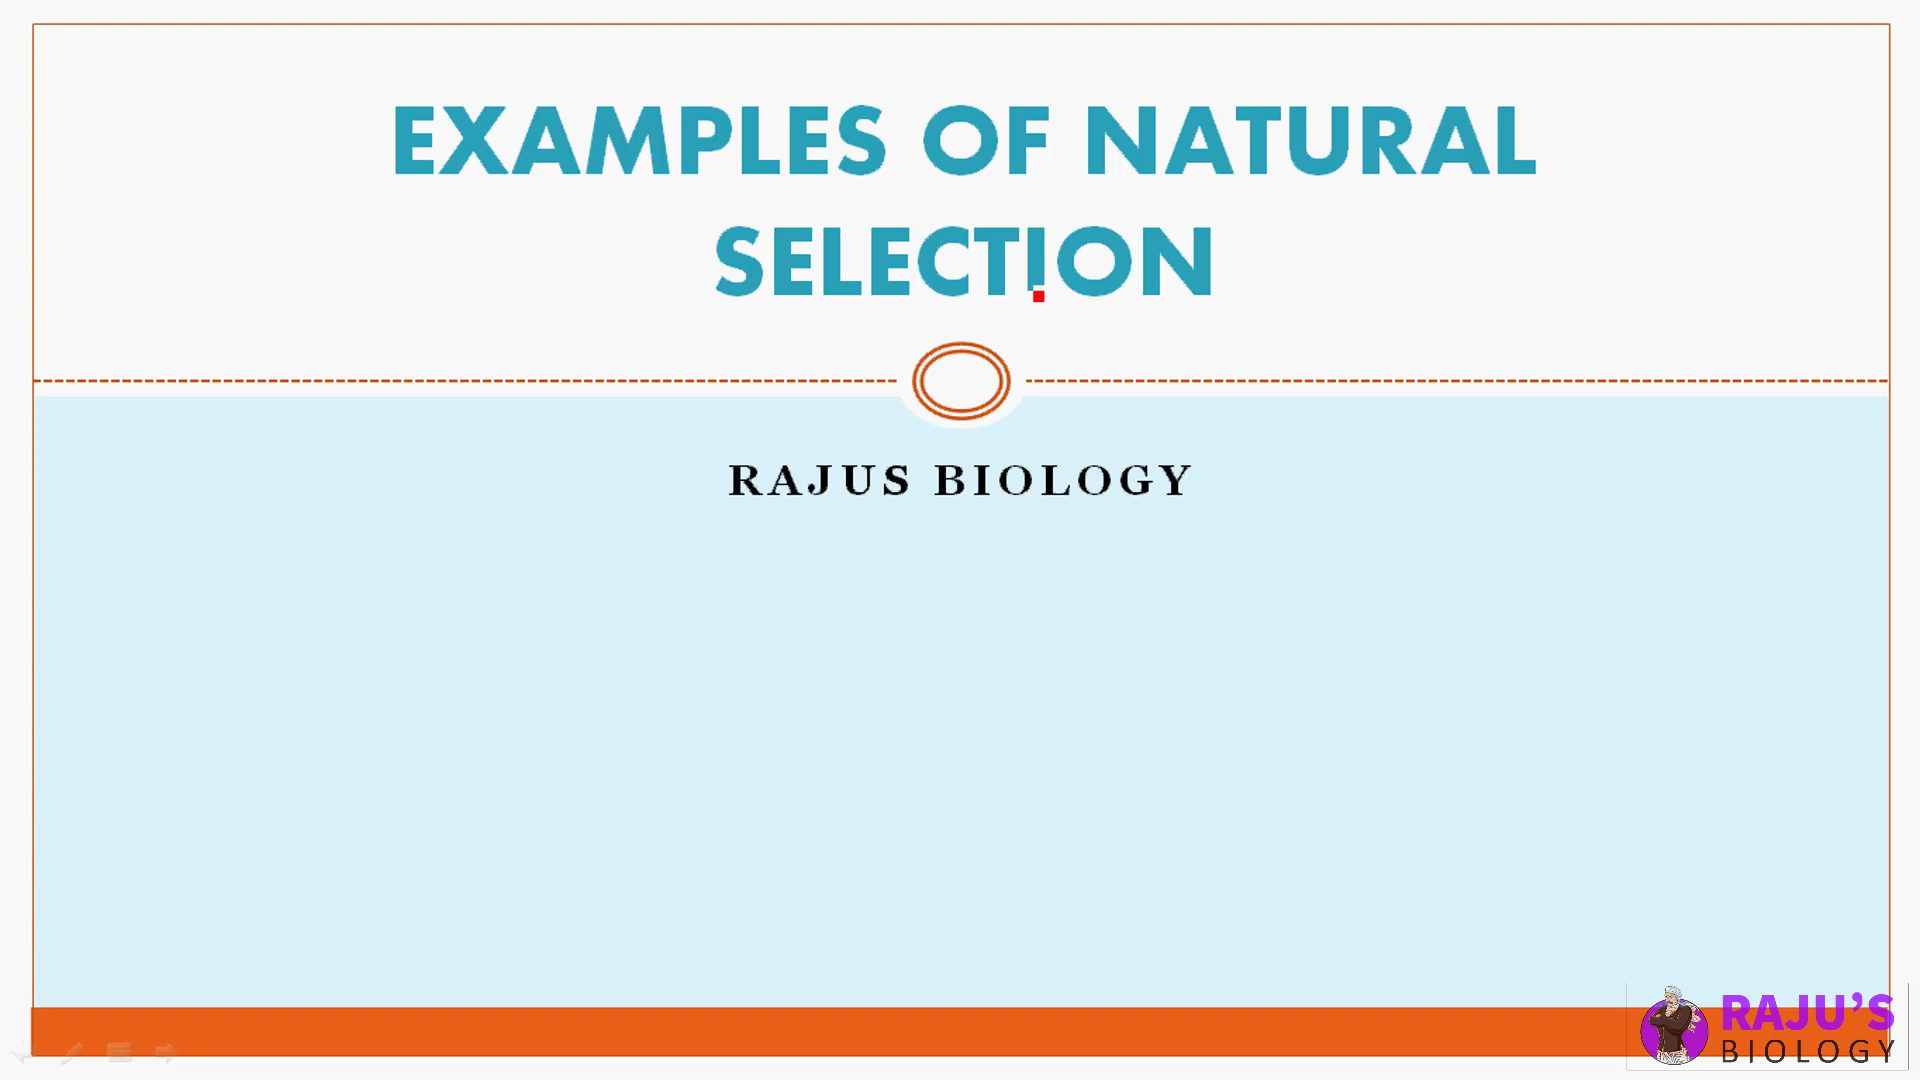 EXAMPLES OF NATURAL
SELECTION
RAJUS BIOLOGY
RAJU'S
BIOLOGY